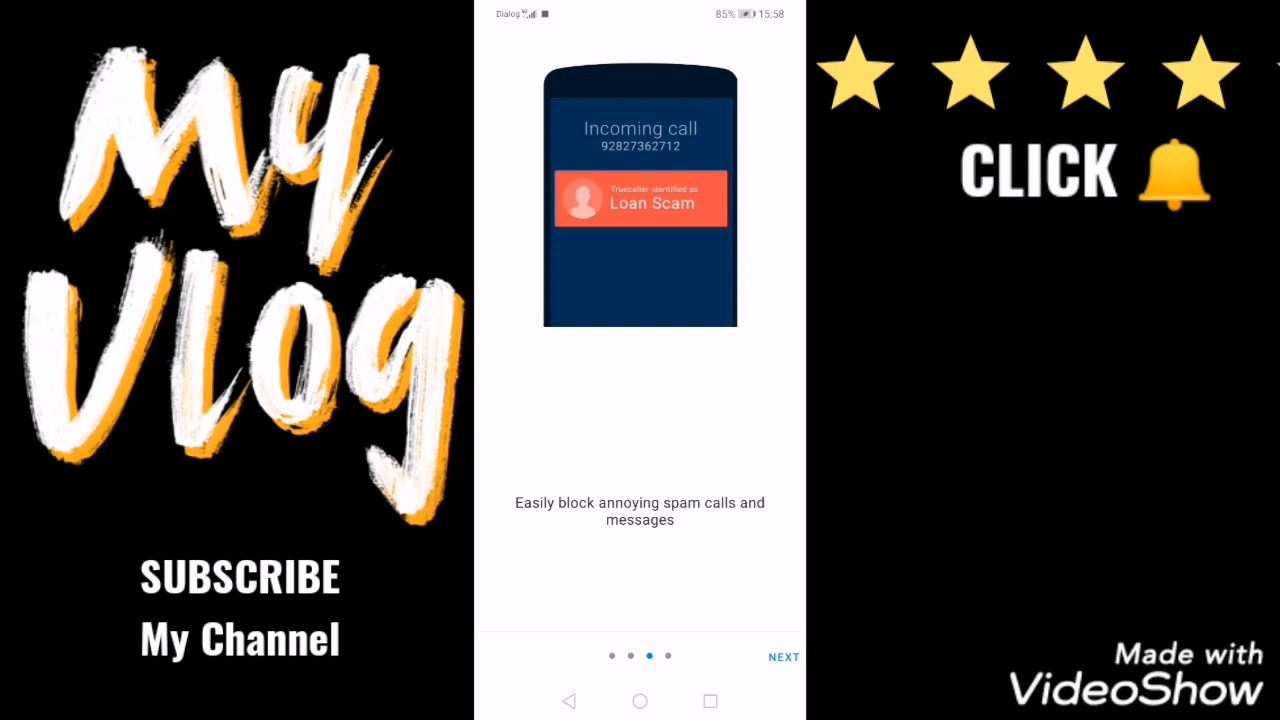 My
Vlog
SUBSCRIBE
My Channel
Dialog 4G
85% 15:58
Incoming call
92827362712
Truecaller identified as
Loan Scam
Easily block annoying spam calls and
messages
NEXT
CLICK
Made with
VideoShow